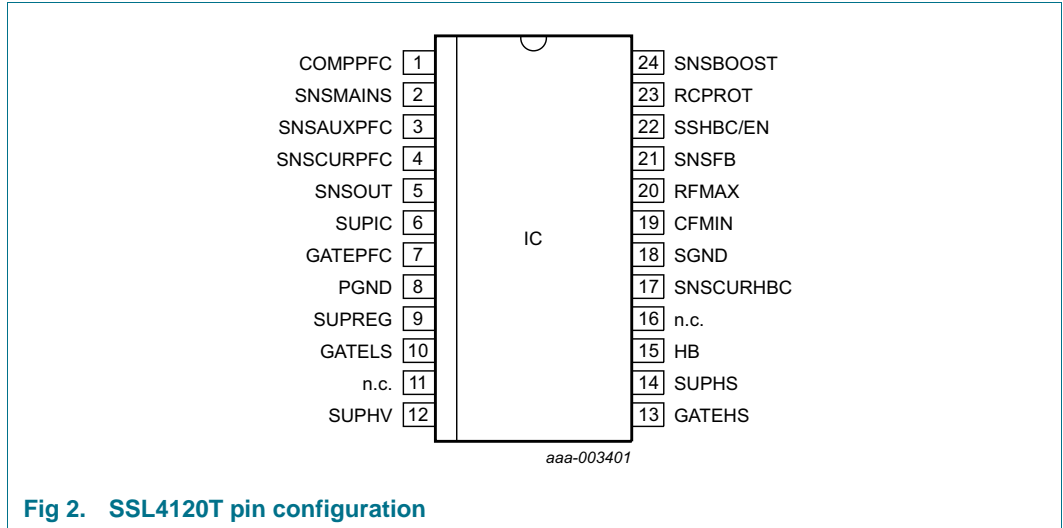 COMPPFC 1
SNSMAINS 2
SNSAUXPFC 3
SNSCURPFC 4
SNSOUT 5
SUPIC 6
GATEPFC 7
PGND 8
SUPREG 9
GATELS 10
n.c. 11
SUPHV 12
IC
24 SNSBOOST
23 RCPROT
22 SSHBC/EN
21 SNSFB
20 RFMAX
19 CFMIN
18 SGND
17 SNSCURHBC
16 n.c.
15 HB
14 SUPHS
13 GATEHS
aaa-003401
Fig 2. SSL4120T pin configuration